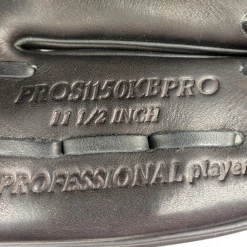 PROS1150KBPRO
11 1/2 INCH
PROFESSIONAL player